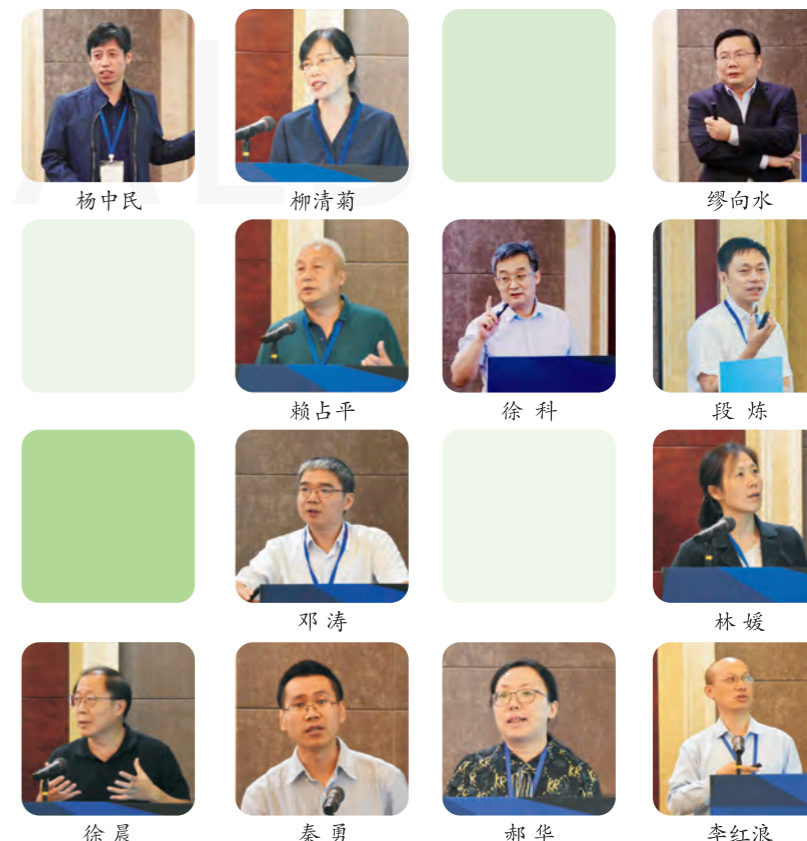 杨中民
柳清菊
缪向水
赖占平
徐 科
段 炼
邓 涛
林 媛
徐 晨
秦 勇
郝 华
李红浪